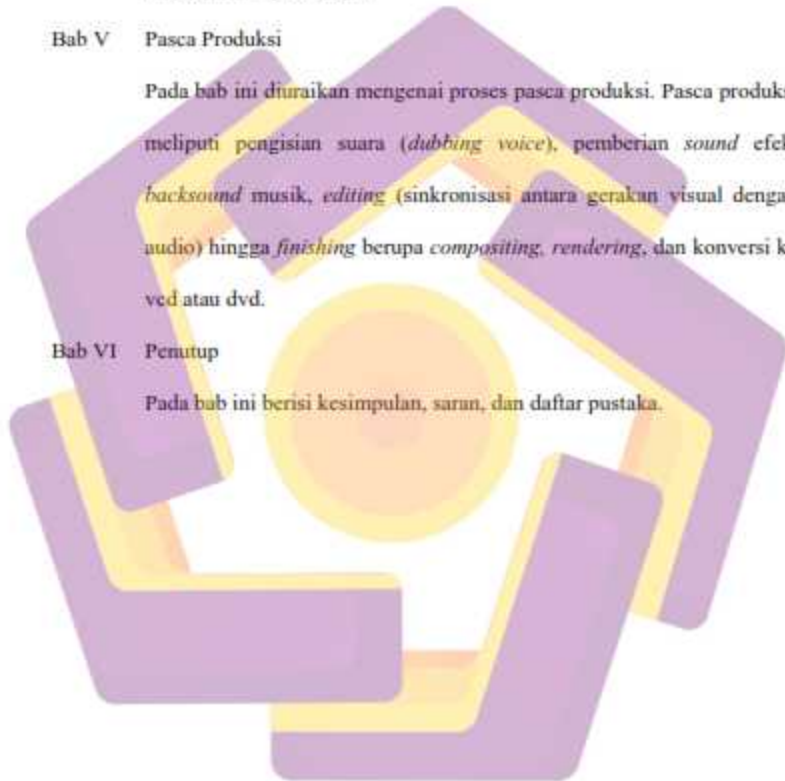 Bab V Pasca Produksi
Pada bab ini diuraikan mengenai proses pasca produksi. Pasca produks
meliputi pengisian suara (dubbing voice), pemberian sound efek
backsound musik, editing (sinkronisasi antara gerakan visual denga
audio) hingga finishing berupa compositing, rendering, dan konversi k
vcd atau dvd.
Bab VI Penutup
Pada bab ini berisi kesimpulan, saran, dan daftar pustaka.